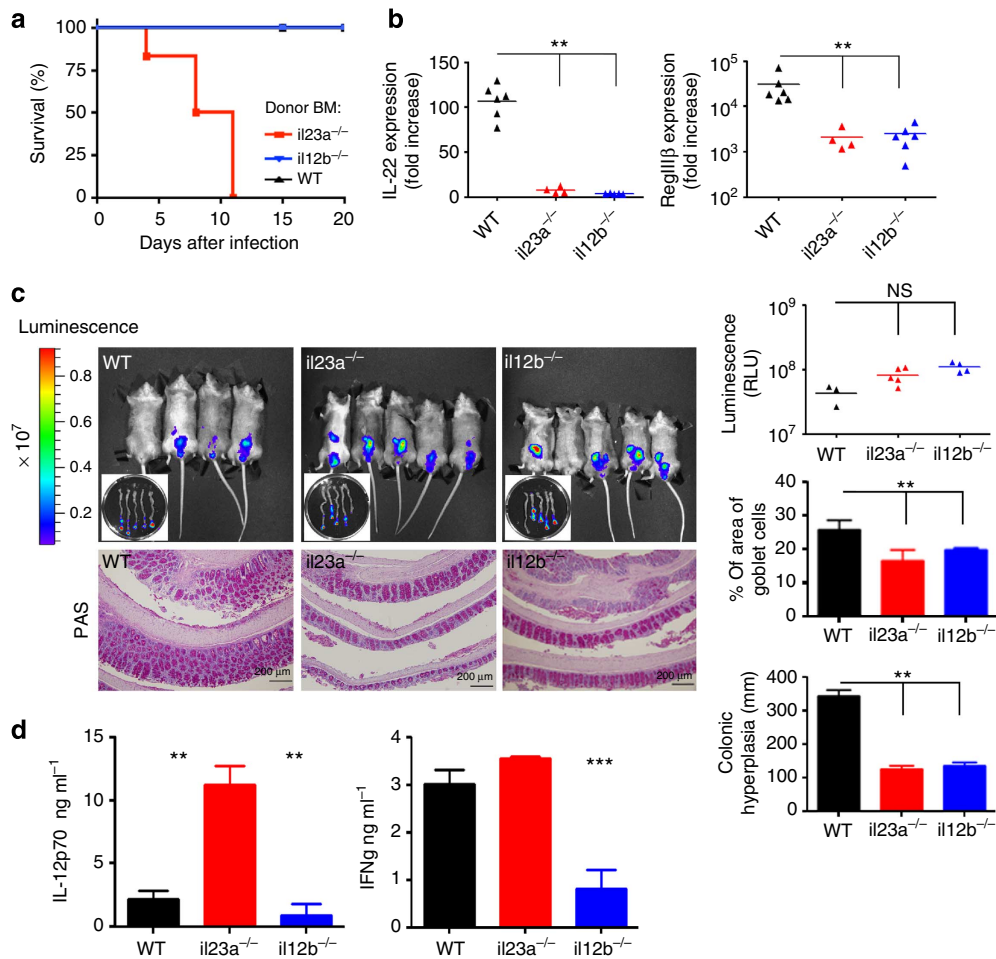 a
Survival (%)
100
75
50
25
0
0 5 10 15 20
Days after infection
Donor BM:
il23a–/–
il12b–/–
WT
b
IL-22 expression
(fold increase)
150
100
50
0
**
WT il23a–/– il12b–/–
RegIIIβ expression
(fold increase)
10⁵
10⁴
10³
10²
**
WT il23a–/– il12b–/–
c
Luminescence
× 10⁷
0.8
0.6
0.4
0.2
WT
il23a–/–
il12b–/–
PAS
WT
200 μm
il23a–/–
200 μm
il12b–/–
200 μm
Luminescence
(RLU)
10⁹
10⁸
10⁷
NS
WT il23a–/– il12b–/–
% Of area of
goblet cells
40
30
20
10
0
**
WT il23a–/– il12b–/–
Colonic
hyperplasia (mm)
400
300
200
100
0
**
WT il23a–/– il12b–/–
d
IL-12p70 ng ml–1
15
10
5
0
** **
WT il23a–/– il12b–/–
IFNg ng ml–1
4
3
2
1
0
***
WT il23a–/– il12b–/–